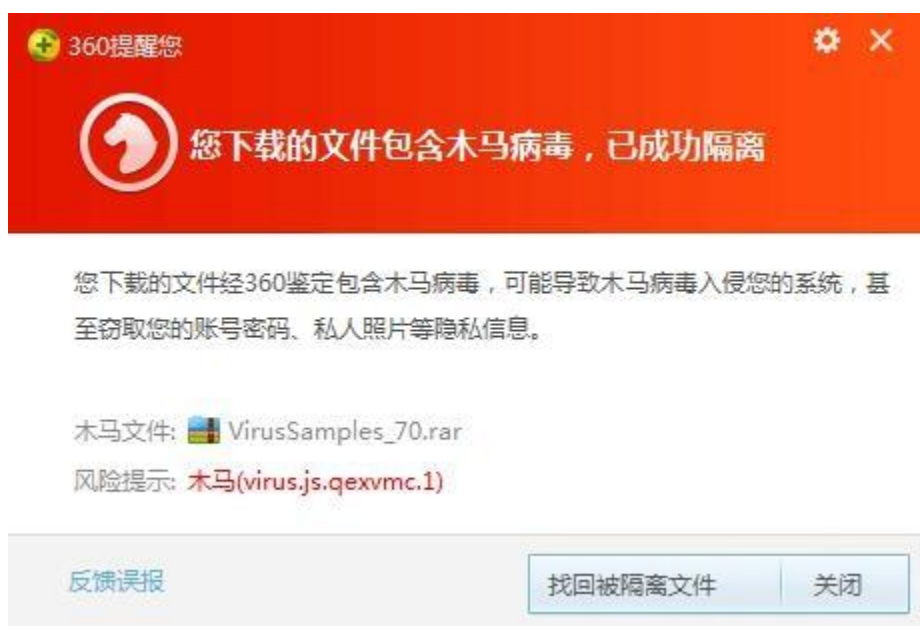 360提醒您
您下载的文件包含木马病毒，已成功隔离
您下载的文件经360鉴定包含木马病毒，可能导致木马病毒入侵您的系统，甚
至窃取您的账号密码、私人照片等隐私信息。
木马文件: VirusSamples_70.rar
风险提示: 木马(virus.js.qexvmc.1)
反馈误报
找回被隔离文件
关闭